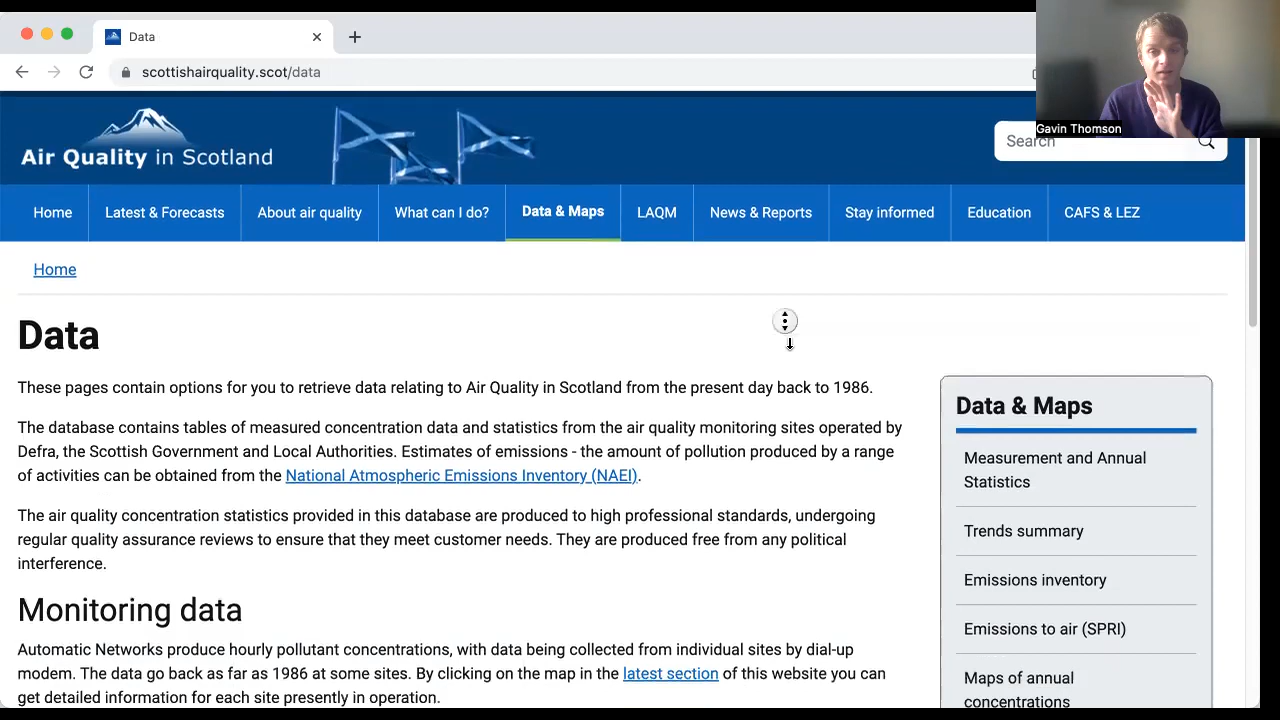 Data
scottishairquality.scot/data
Gavin Thomson
Air Quality in Scotland
Search
Home
Latest & Forecasts
About air quality
What can I do?
Data & Maps
LAQM
News & Reports
Stay informed
Education
CAFS & LEZ
Home
Data
These pages contain options for you to retrieve data relating to Air Quality in Scotland from the present day back to 1986.
The database contains tables of measured concentration data and statistics from the air quality monitoring sites operated by
Defra, the Scottish Government and Local Authorities. Estimates of emissions - the amount of pollution produced by a range
of activities can be obtained from the National Atmospheric Emissions Inventory (NAEI).
The air quality concentration statistics provided in this database are produced to high professional standards, undergoing
regular quality assurance reviews to ensure that they meet customer needs. They are produced free from any political
interference.
Monitoring data
Automatic Networks produce hourly pollutant concentrations, with data being collected from individual sites by dial-up
modem. The data go back as far as 1986 at some sites. By clicking on the map in the latest section of this website you can
get detailed information for each site presently in operation.
Data & Maps
Measurement and Annual
Statistics
Trends summary
Emissions inventory
Emissions to air (SPRI)
Maps of annual
concentrations